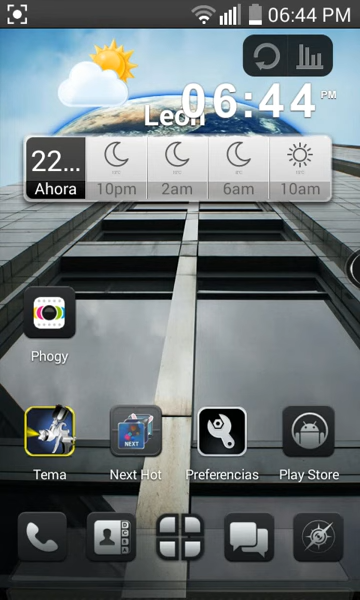 06:44 PM
León
06:44 PM
22...
Ahora 10pm 2am 6am 10am
Phogy
NEXT
Tema Next Hot Preferencias Play Store